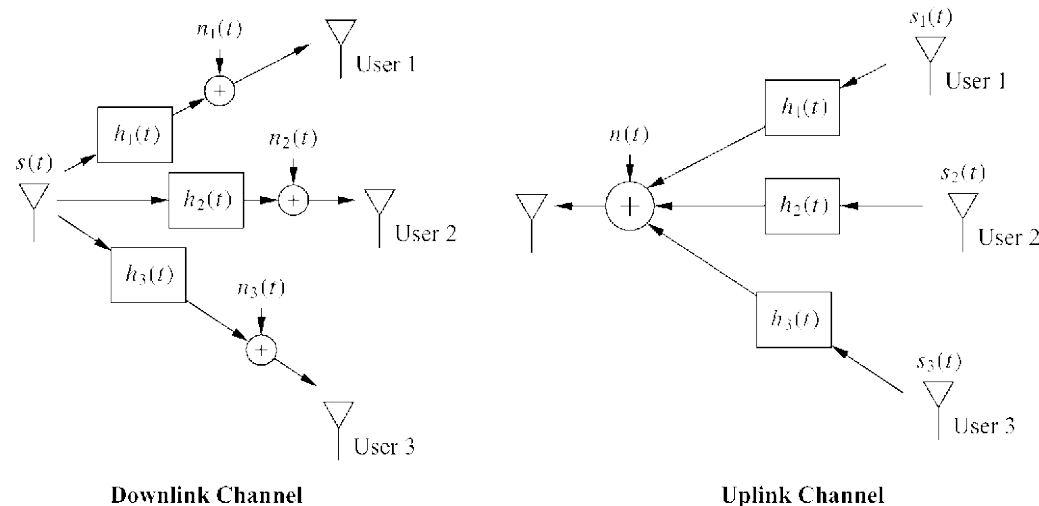 n₁(t)
User 1
h₁(t)
s(t)
n₂(t)
h₂(t)
User 2
h₃(t)
n₃(t)
User 3
Downlink Channel
s₁(t)
User 1
h₁(t)
n(t)
s₂(t)
h₂(t)
User 2
h₃(t)
s₃(t)
User 3
Uplink Channel